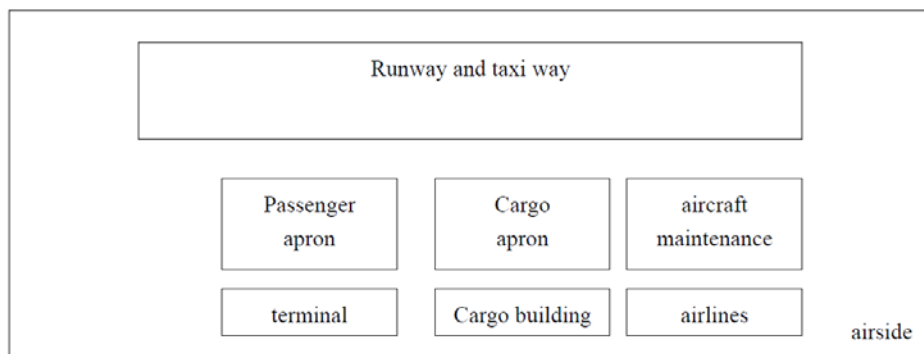 Runway and taxi way
Passenger
apron
Cargo
apron
aircraft
maintenance
terminal
Cargo building
airlines
airside